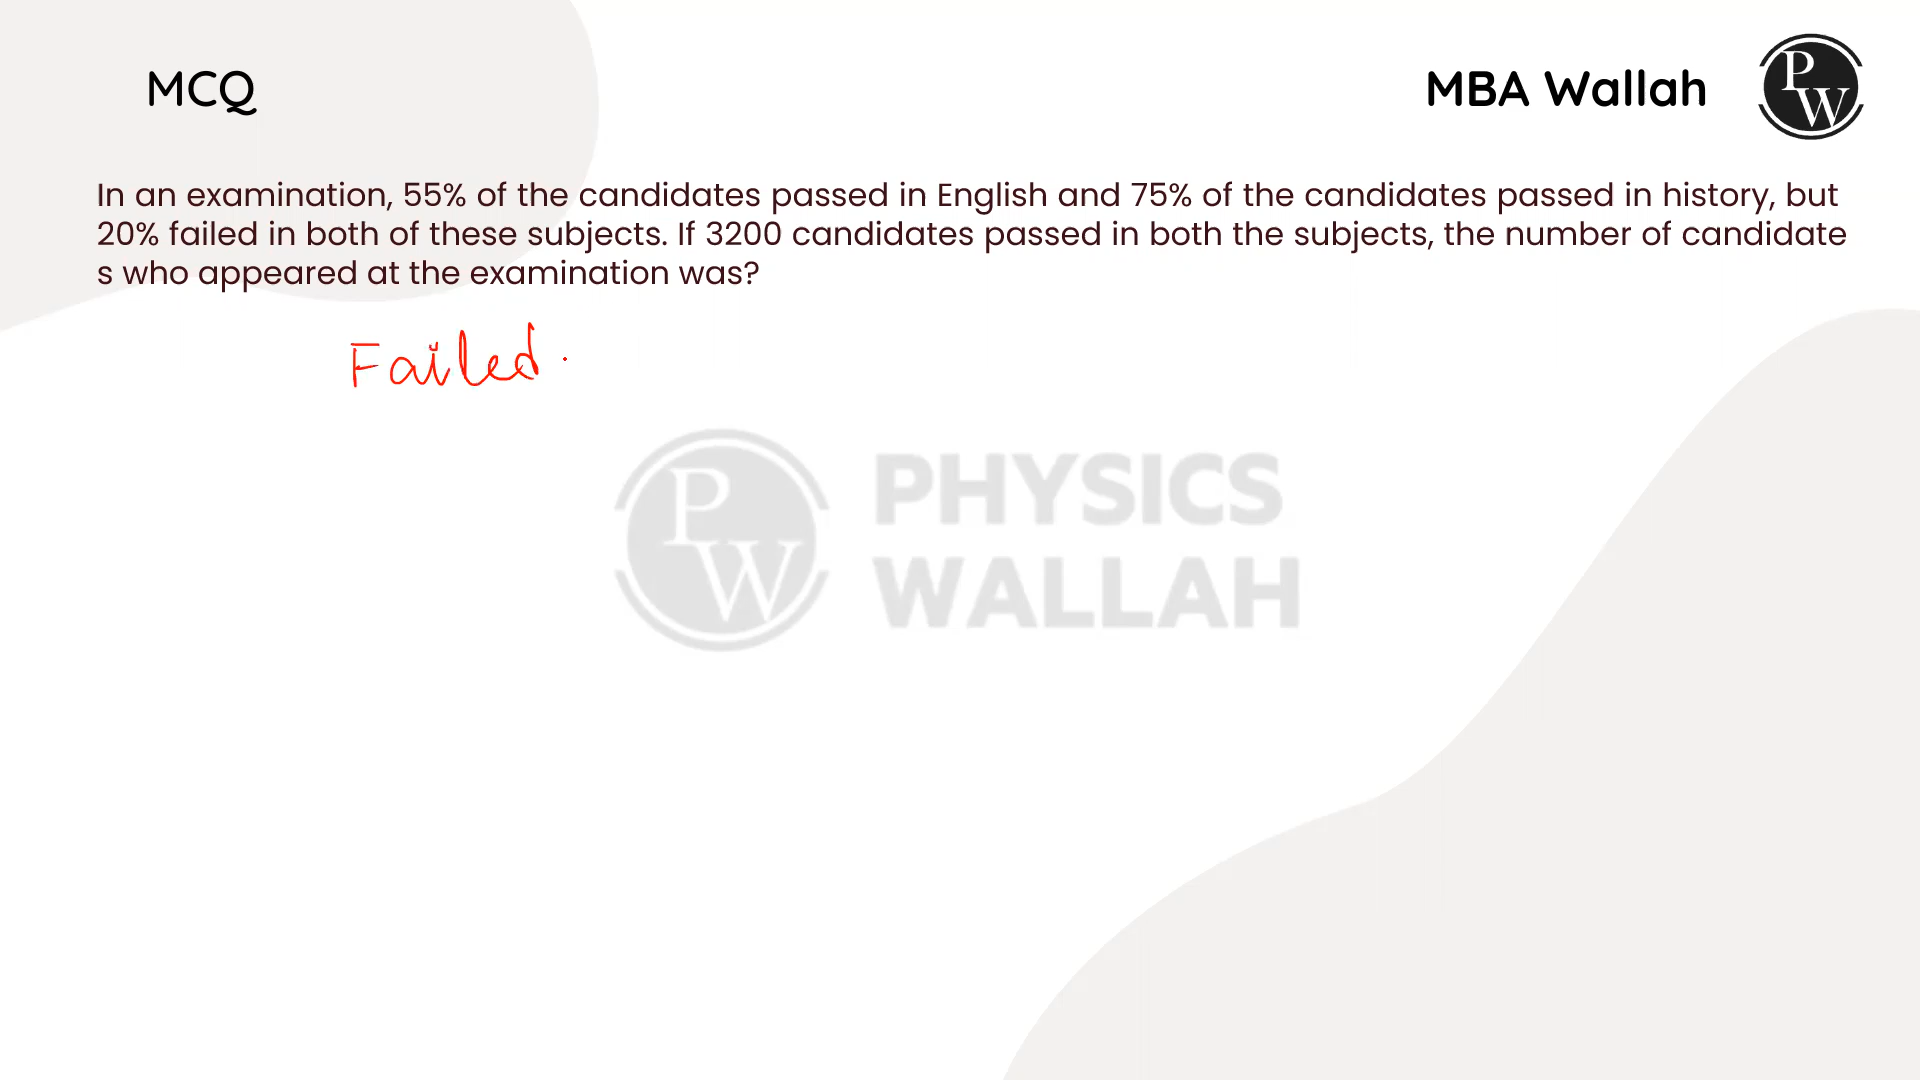 MCQ
MBA Wallah
P
W
In an examination, 55% of the candidates passed in English and 75% of the candidates passed in history, but
20% failed in both of these subjects. If 3200 candidates passed in both the subjects, the number of candidate
s who appeared at the examination was?
Failed.
P
W
PHYSICS
WALLAH